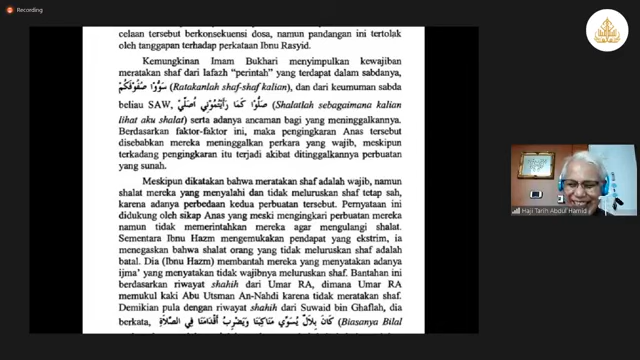 Recording
celaan tersebut berkonsekuensi dosa, namun pandangan ini tertolak
oleh tanggapan terhadap perkataan Ibnu Rasyid.
Kemungkinan Imam Bukhari menyimpulkan kewajiban
meratakan shaf dari lafazh "perintah" yang terdapat dalam sabdanya,
سَوُّوْا صُفُوْفَكُمْ (Ratakanlah shaf-shaf kalian), dan dari keumuman sabda
beliau SAW, صَلُّوْا كَمَا رَأَيْتُمُوْنِي أُصَلِّيْ (Shalatlah sebagaimana kalian
lihat aku shalat) serta adanya ancaman bagi yang meninggalkannya.
Berdasarkan faktor-faktor ini, maka pengingkaran Anas tersebut
disebabkan mereka meninggalkan perkara yang wajib, meskipun
terkadang pengingkaran itu terjadi akibat ditinggalkannya perbuatan
yang sunah.
Meskipun dikatakan bahwa meratakan shaf adalah wajib, namun
shalat mereka yang menyalahi dan tidak meluruskan shaf tetap sah,
karena adanya perbedaan kedua perbuatan tersebut. Pernyataan ini
didukung oleh sikap Anas yang meski mengingkari perbuatan mereka
namun tidak memerintahkan mereka agar mengulangi shalat.
Sementara Ibnu Hazm mengemukakan pendapat yang ekstrim, ia
menegaskan bahwa shalat orang yang tidak meluruskan shaf adalah
batal. Dia (Ibnu Hazm) membantah mereka yang menyatakan adanya
ijma' yang menyatakan tidak wajibnya meluruskan shaf. Bantahan ini
berdasarkan riwayat shahih dari Umar RA, dimana Umar RA
memukul kaki Abu Utsman An-Nahdi karena tidak meratakan shaf.
Demikian pula dengan riwayat shahih dari Suwaid bin Ghaflah, dia
berkata, كَانَ بِلَالٌ يُسَوِّي مَنَاكِبَنَا وَيَضْرِبُ أَقْدَامَنَا فِي الصَّلَاةِ (Biasanya Bilal
Haji Tarih Abdul Hamid